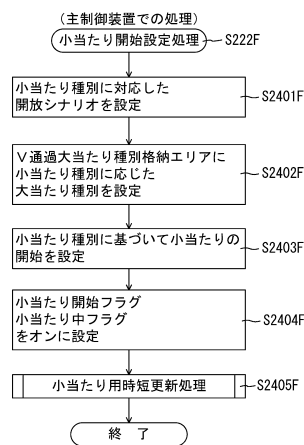 (主制御装置での処理)
小当たり開始設定処理
S222F
小当たり種別に対応した
開放シナリオを設定
S2401F
V通過大当たり種別格納エリアに
小当たり種別に応じた
大当たり種別を設定
S2402F
小当たり種別に基づいて小当たりの
開始を設定
S2403F
小当たり開始フラグ
小当たり中フラグ
をオンに設定
S2404F
小当たり用時短更新処理
S2405F
終 了